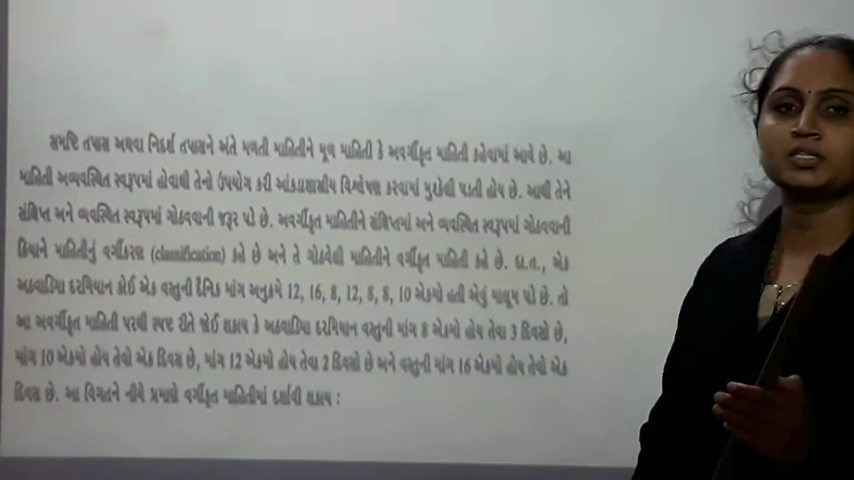 સમષ્ટિ તપાસ અથવા નિદર્શ તપાસને અંતે મળતી માહિતીને મૂળ માહિતી કે અવર્ગીકૃત માહિતી કહેવામાં આવે છે. આ
માહિતી અવ્યવસ્થિત સ્વરૂપમાં હોવાથી તેનો ઉપયોગ કરી આંકડાશાસ્ત્રીય વિશ્લેષણ કરવામાં મુશ્કેલી પડતી હોય છે. આથી તેને
સંક્ષિપ્ત અને વ્યવસ્થિત સ્વરૂપમાં ગોઠવવાની જરૂર પડે છે. અવર્ગીકૃત માહિતીને સંક્ષિપ્તમાં અને વ્યવસ્થિત સ્વરૂપમાં ગોઠવવાની
ક્રિયાને માહિતીનું વર્ગીકરણ (classification) કહે છે અને તે ગોઠવેલી માહિતીને વર્ગીકૃત માહિતી કહે છે. દા.ત., એક
અઠવાડિયા દરમિયાન કોઈ એક વસ્તુની દૈનિક માંગ અનુક્રમે 12, 16, 8, 12, 8, 8, 10 એકમો હતી એવું માલૂમ પડે છે. તો
આ અવર્ગીકૃત માહિતી પરથી સ્પષ્ટ રીતે જોઈ શકાય કે અઠવાડિયા દરમિયાન વસ્તુની માંગ 8 એકમો હોય તેવા 3 દિવસો છે,
માંગ 10 એકમો હોય તેવો એક દિવસ છે, માંગ 12 એકમો હોય તેવા 2 દિવસો છે અને વસ્તુની માંગ 16 એકમો હોય તેવો એક
દિવસ છે. આ વિગતને નીચે પ્રમાણે વર્ગીકૃત માહિતીમાં દર્શાવી શકાય :